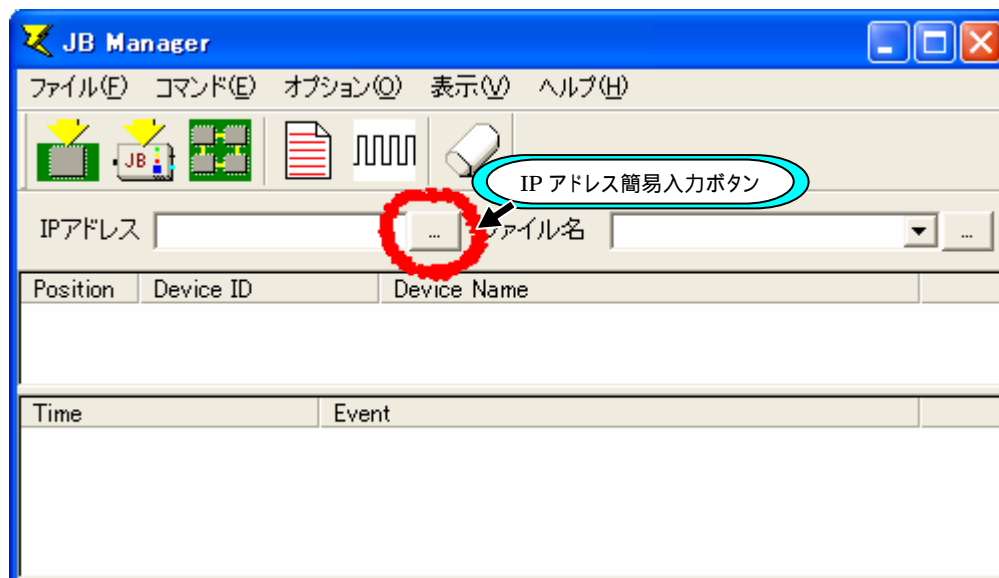 JB Manager
ファイル(F) コマンド(E) オプション(O) 表示(V) ヘルプ(H)
JB
IP アドレス簡易入力ボタン
IPアドレス ... ファイル名 ...
Position Device ID Device Name
Time Event